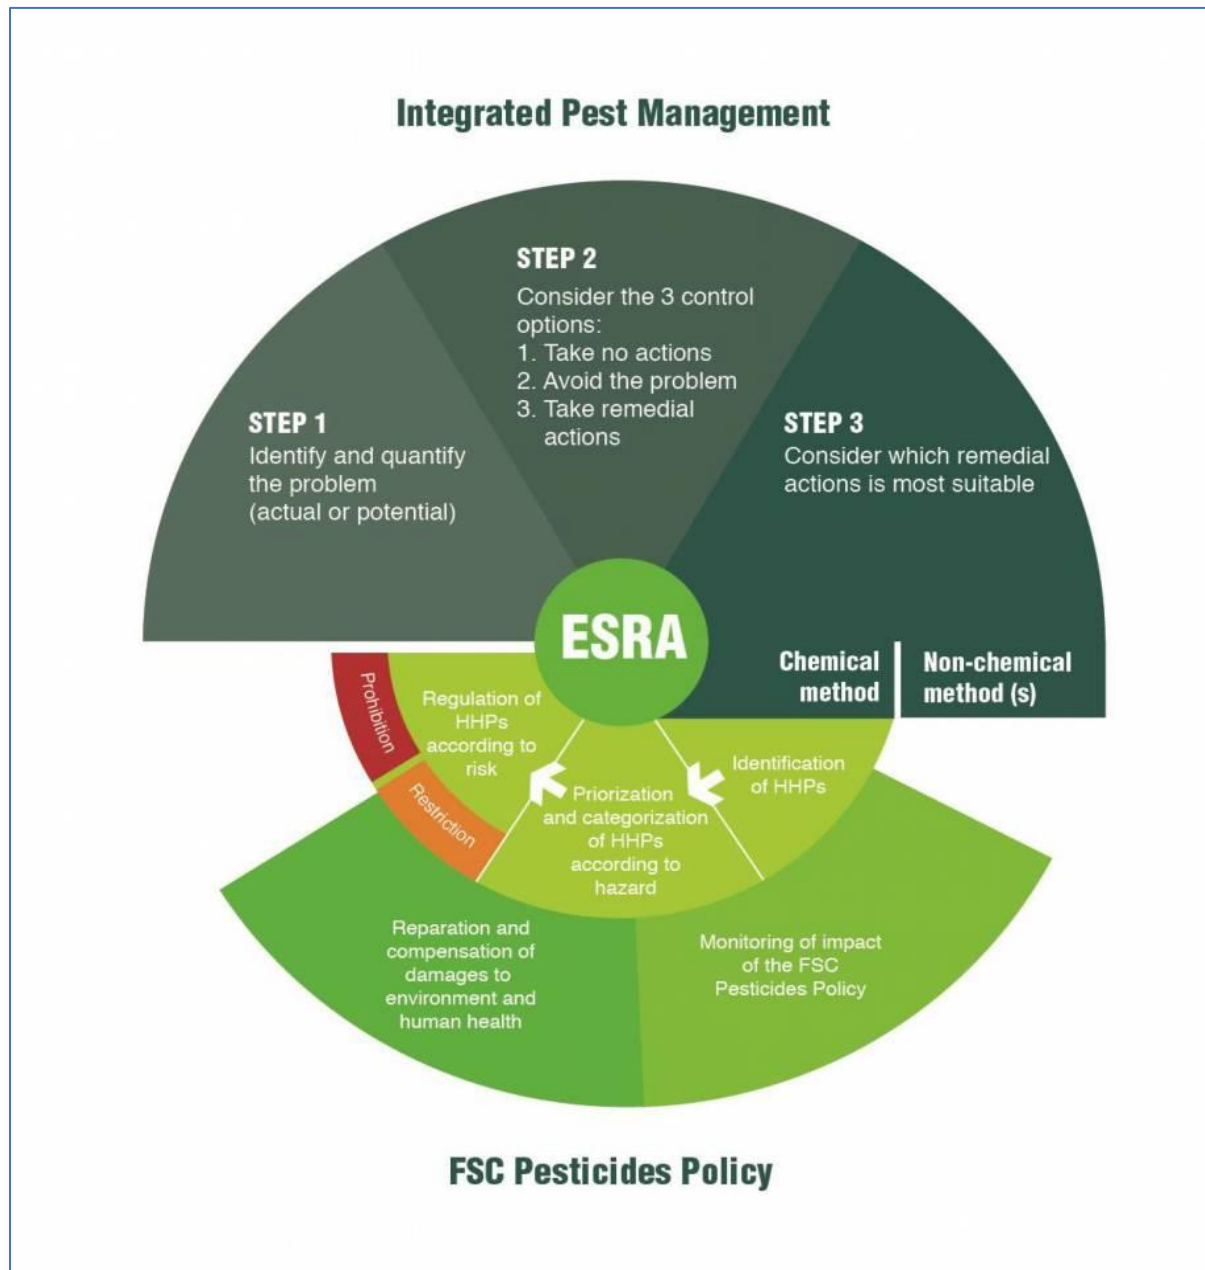 Integrated Pest Management
STEP 1
Identify and quantify
the problem
(actual or potential)
STEP 2
Consider the 3 control
options:
1. Take no actions
2. Avoid the problem
3. Take remedial
actions
STEP 3
Consider which remedial
actions is most suitable
ESRA
Chemical
method
Non-chemical
method (s)
Identification
of HHPs
Priorization
and categorization
of HHPs
according to
hazard
Regulation of
HHPs
according to
risk
Prohibition
Restriction
Reparation and
compensation of
damages to
environment and
human health
Monitoring of impact
of the FSC
Pesticides Policy
FSC Pesticides Policy